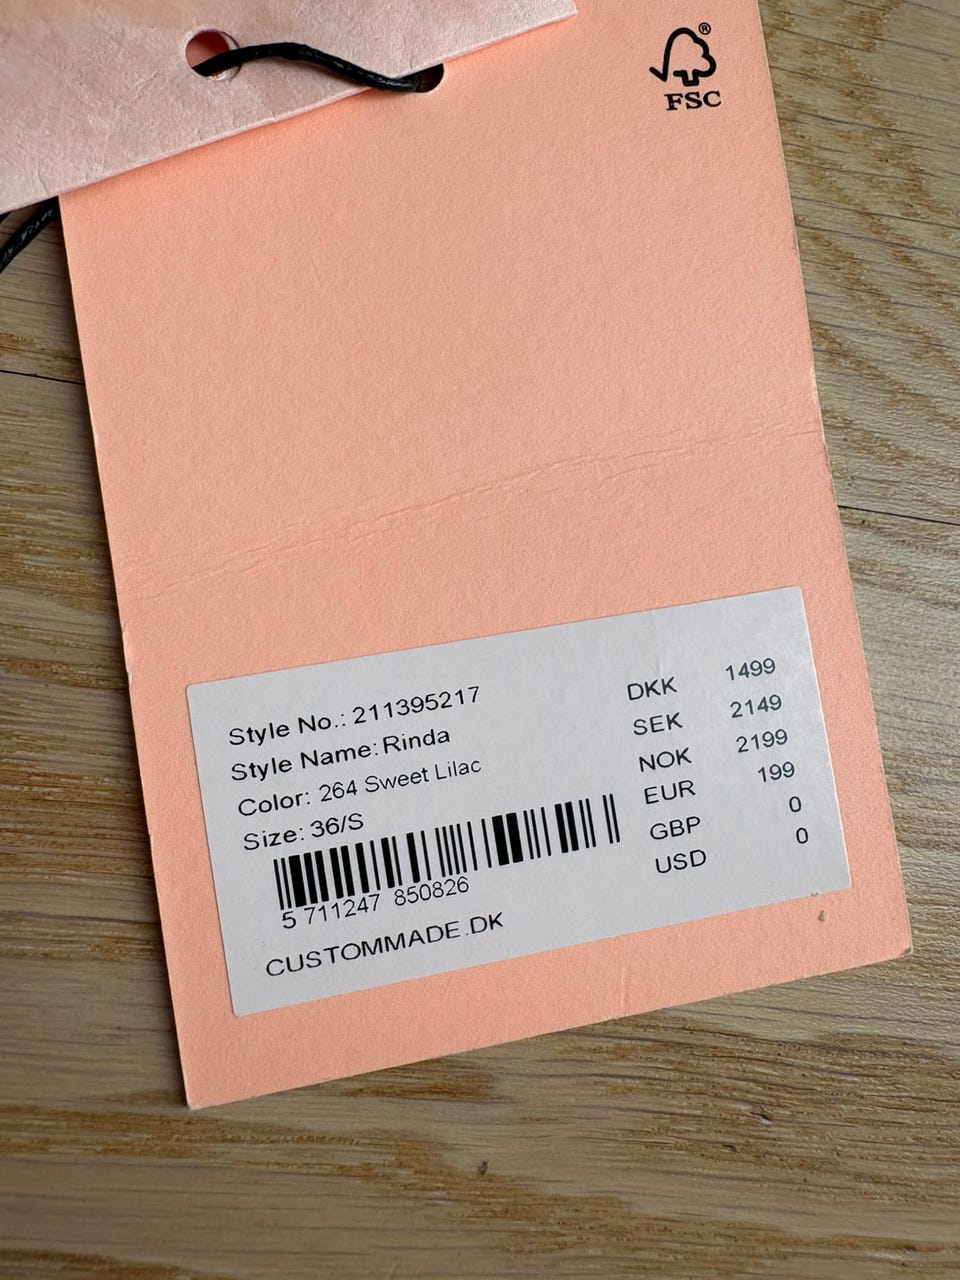 ®
FSC
Style No.: 211395217
Style Name: Rinda
Color: 264 Sweet Lilac
Size: 36/S
5 711247 850826
CUSTOMMADE.DK
DKK 1499
SEK 2149
NOK 2199
EUR 199
GBP 0
USD 0